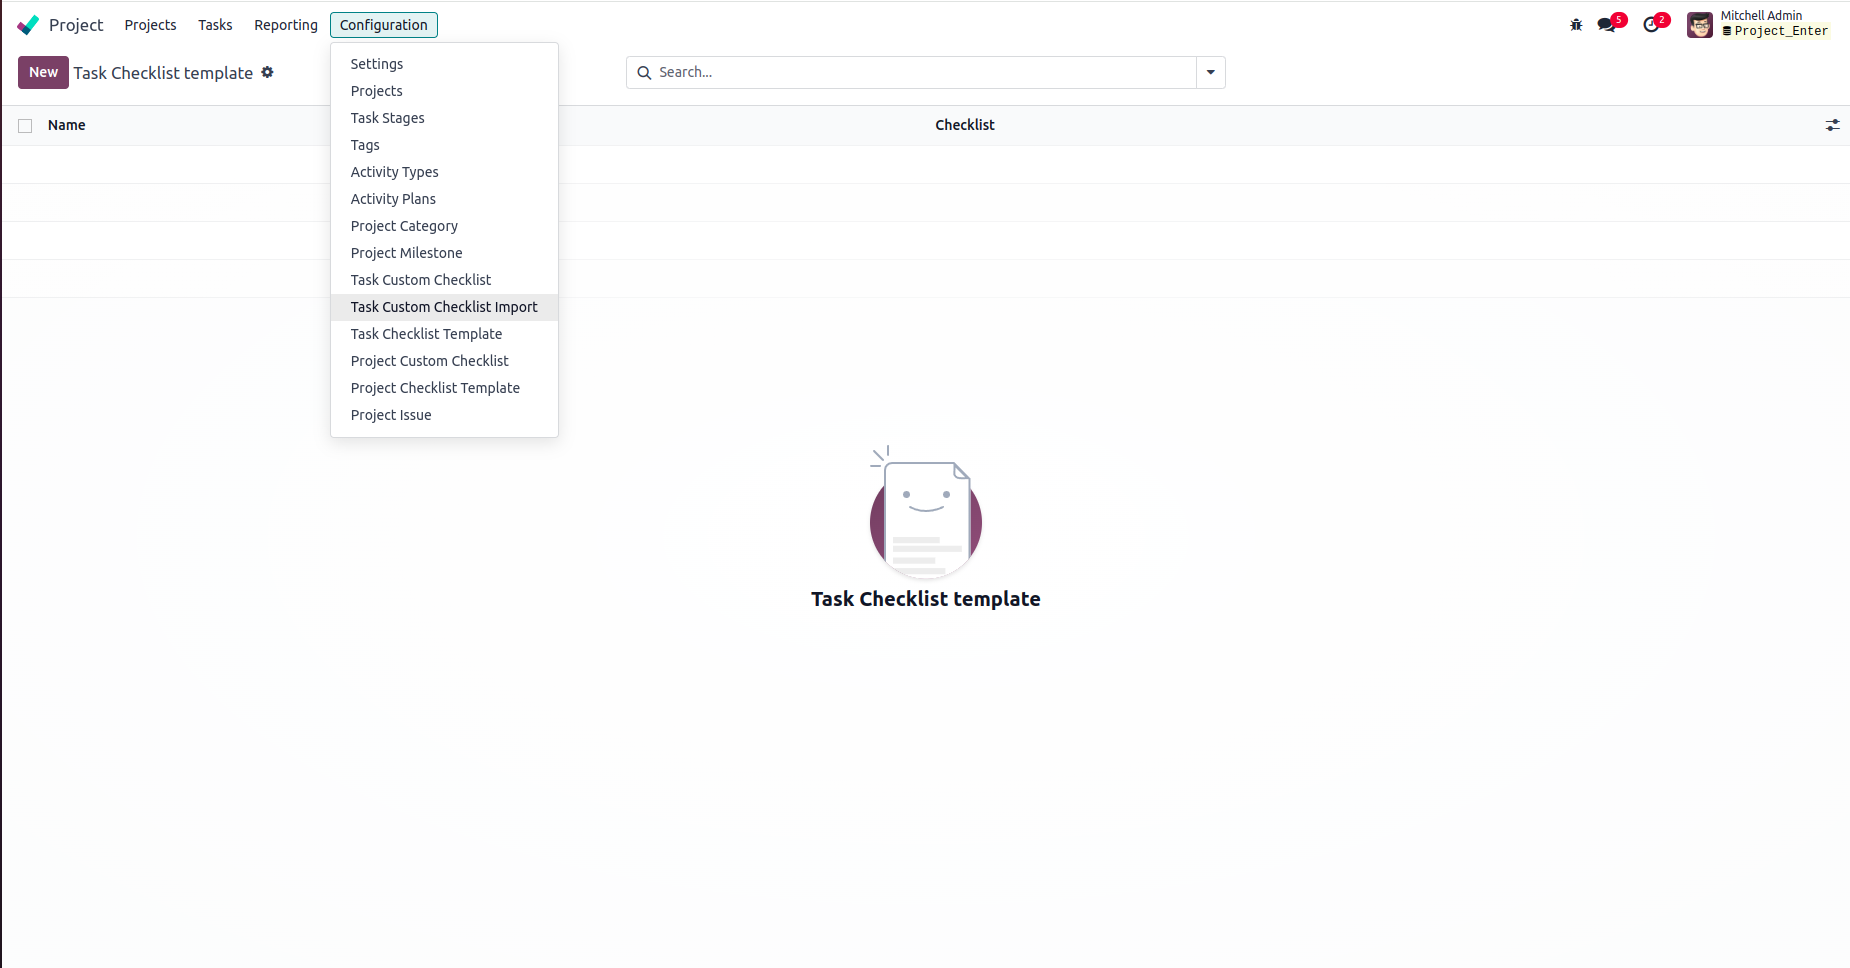 Project Projects Tasks Reporting Configuration 5 2 Mitchell Admin
Project_Enter
New Task Checklist template Search...
Settings
Projects
Task Stages
Tags
Activity Types
Activity Plans
Project Category
Project Milestone
Task Custom Checklist
Task Custom Checklist Import
Task Checklist Template
Project Custom Checklist
Project Checklist Template
Project Issue
Name Checklist
Task Checklist template